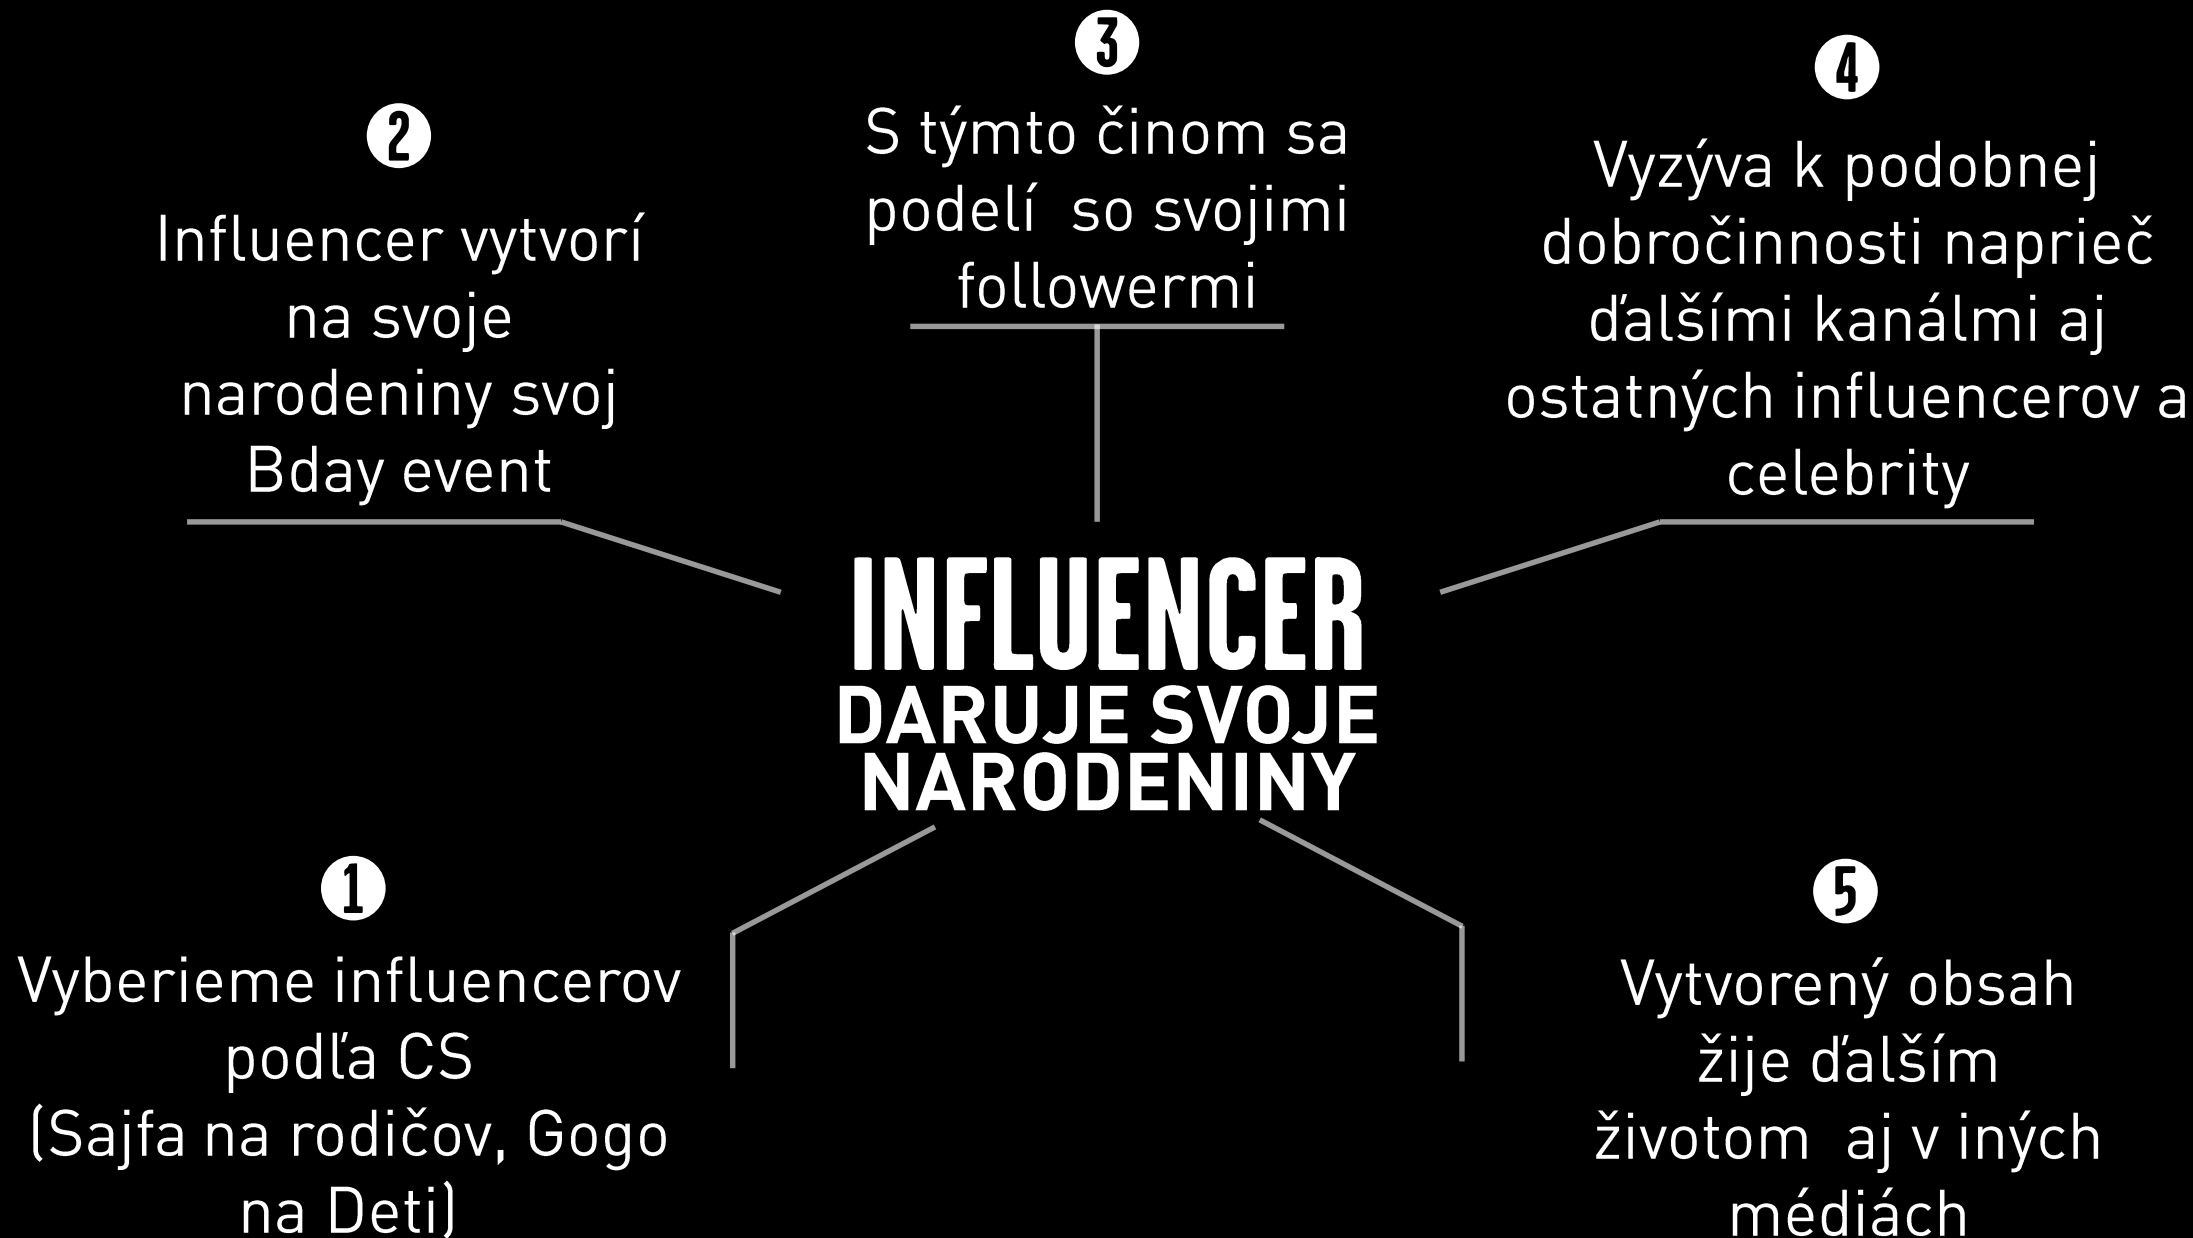 3
S týmto činom sa
podelí  so svojimi
followermi
4
Vyzýva k podobnej
dobročinnosti naprieč
ďalšími kanálmi aj
ostatných influencerov a
celebrity
2
Influencer vytvorí
na svoje
narodeniny svoj
Bday event
INFLUENCER
DARUJE SVOJE
NARODENINY
1
Vyberieme influencerov
podľa CS
(Sajfa na rodičov, Gogo
na Deti)
5
Vytvorený obsah
žije ďalším
životom  aj v iných
médiách